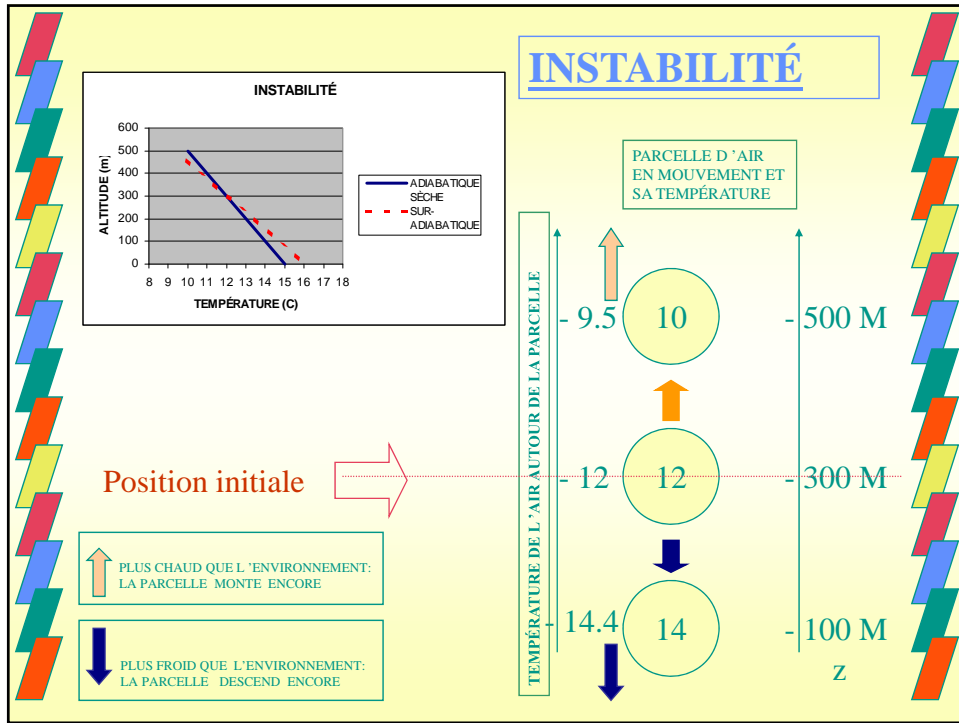 INSTABILITÉ
INSTABILITÉ
ALTITUDE (m)
600
500
400
300
200
100
0
8 9 10 11 12 13 14 15 16 17 18
TEMPÉRATURE (C)
ADIABATIQUE
SÈCHE
SUR-
ADIABATIQUE
PARCELLE D ’AIR
EN MOUVEMENT ET
SA TEMPÉRATURE
TEMPÉRATURE DE L ’AIR AUTOUR DE LA PARCELLE
- 9.5 10 - 500 M
Position initiale - 12 12 - 300 M
- 14.4 14 - 100 M
z
PLUS CHAUD QUE L ’ENVIRONNEMENT:
LA PARCELLE MONTE ENCORE
PLUS FROID QUE L’ENVIRONNEMENT:
LA PARCELLE DESCEND ENCORE